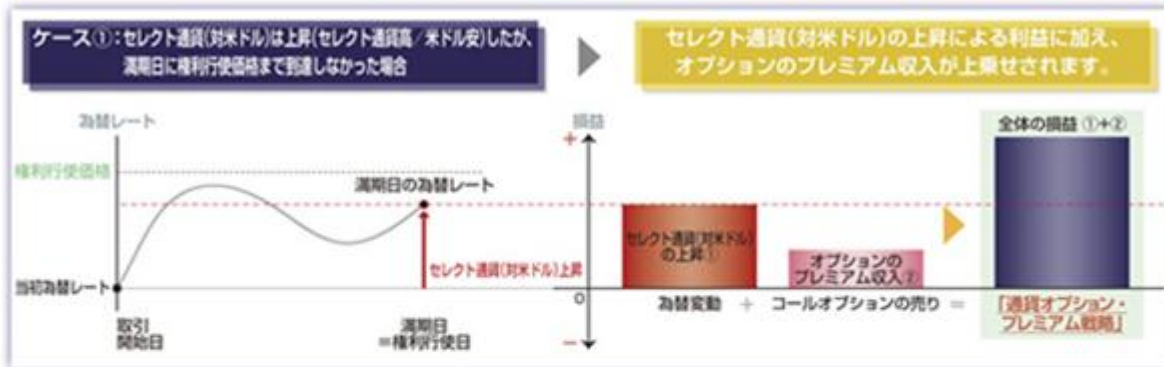 ケース①:セレクト通貨(対米ドル)は上昇(セレクト通貨高/米ドル安)したが、
満期日に権利行使価格まで到達しなかった場合
セレクト通貨(対米ドル)の上昇による利益に加え、
オプションのプレミアム収入が上乗せされます。
為替レート
権利行使価格
満期日の為替レート
セレクト通貨(対米ドル)上昇
当初為替レート
取引
開始日
満期日
=権利行使日
損益
+
0
−
セレクト通貨(対米ドル)
の上昇①
オプションの
プレミアム収入②
全体の損益 ①+②
為替変動 + コールオプションの売り =
「通貨オプション・
プレミアム戦略」